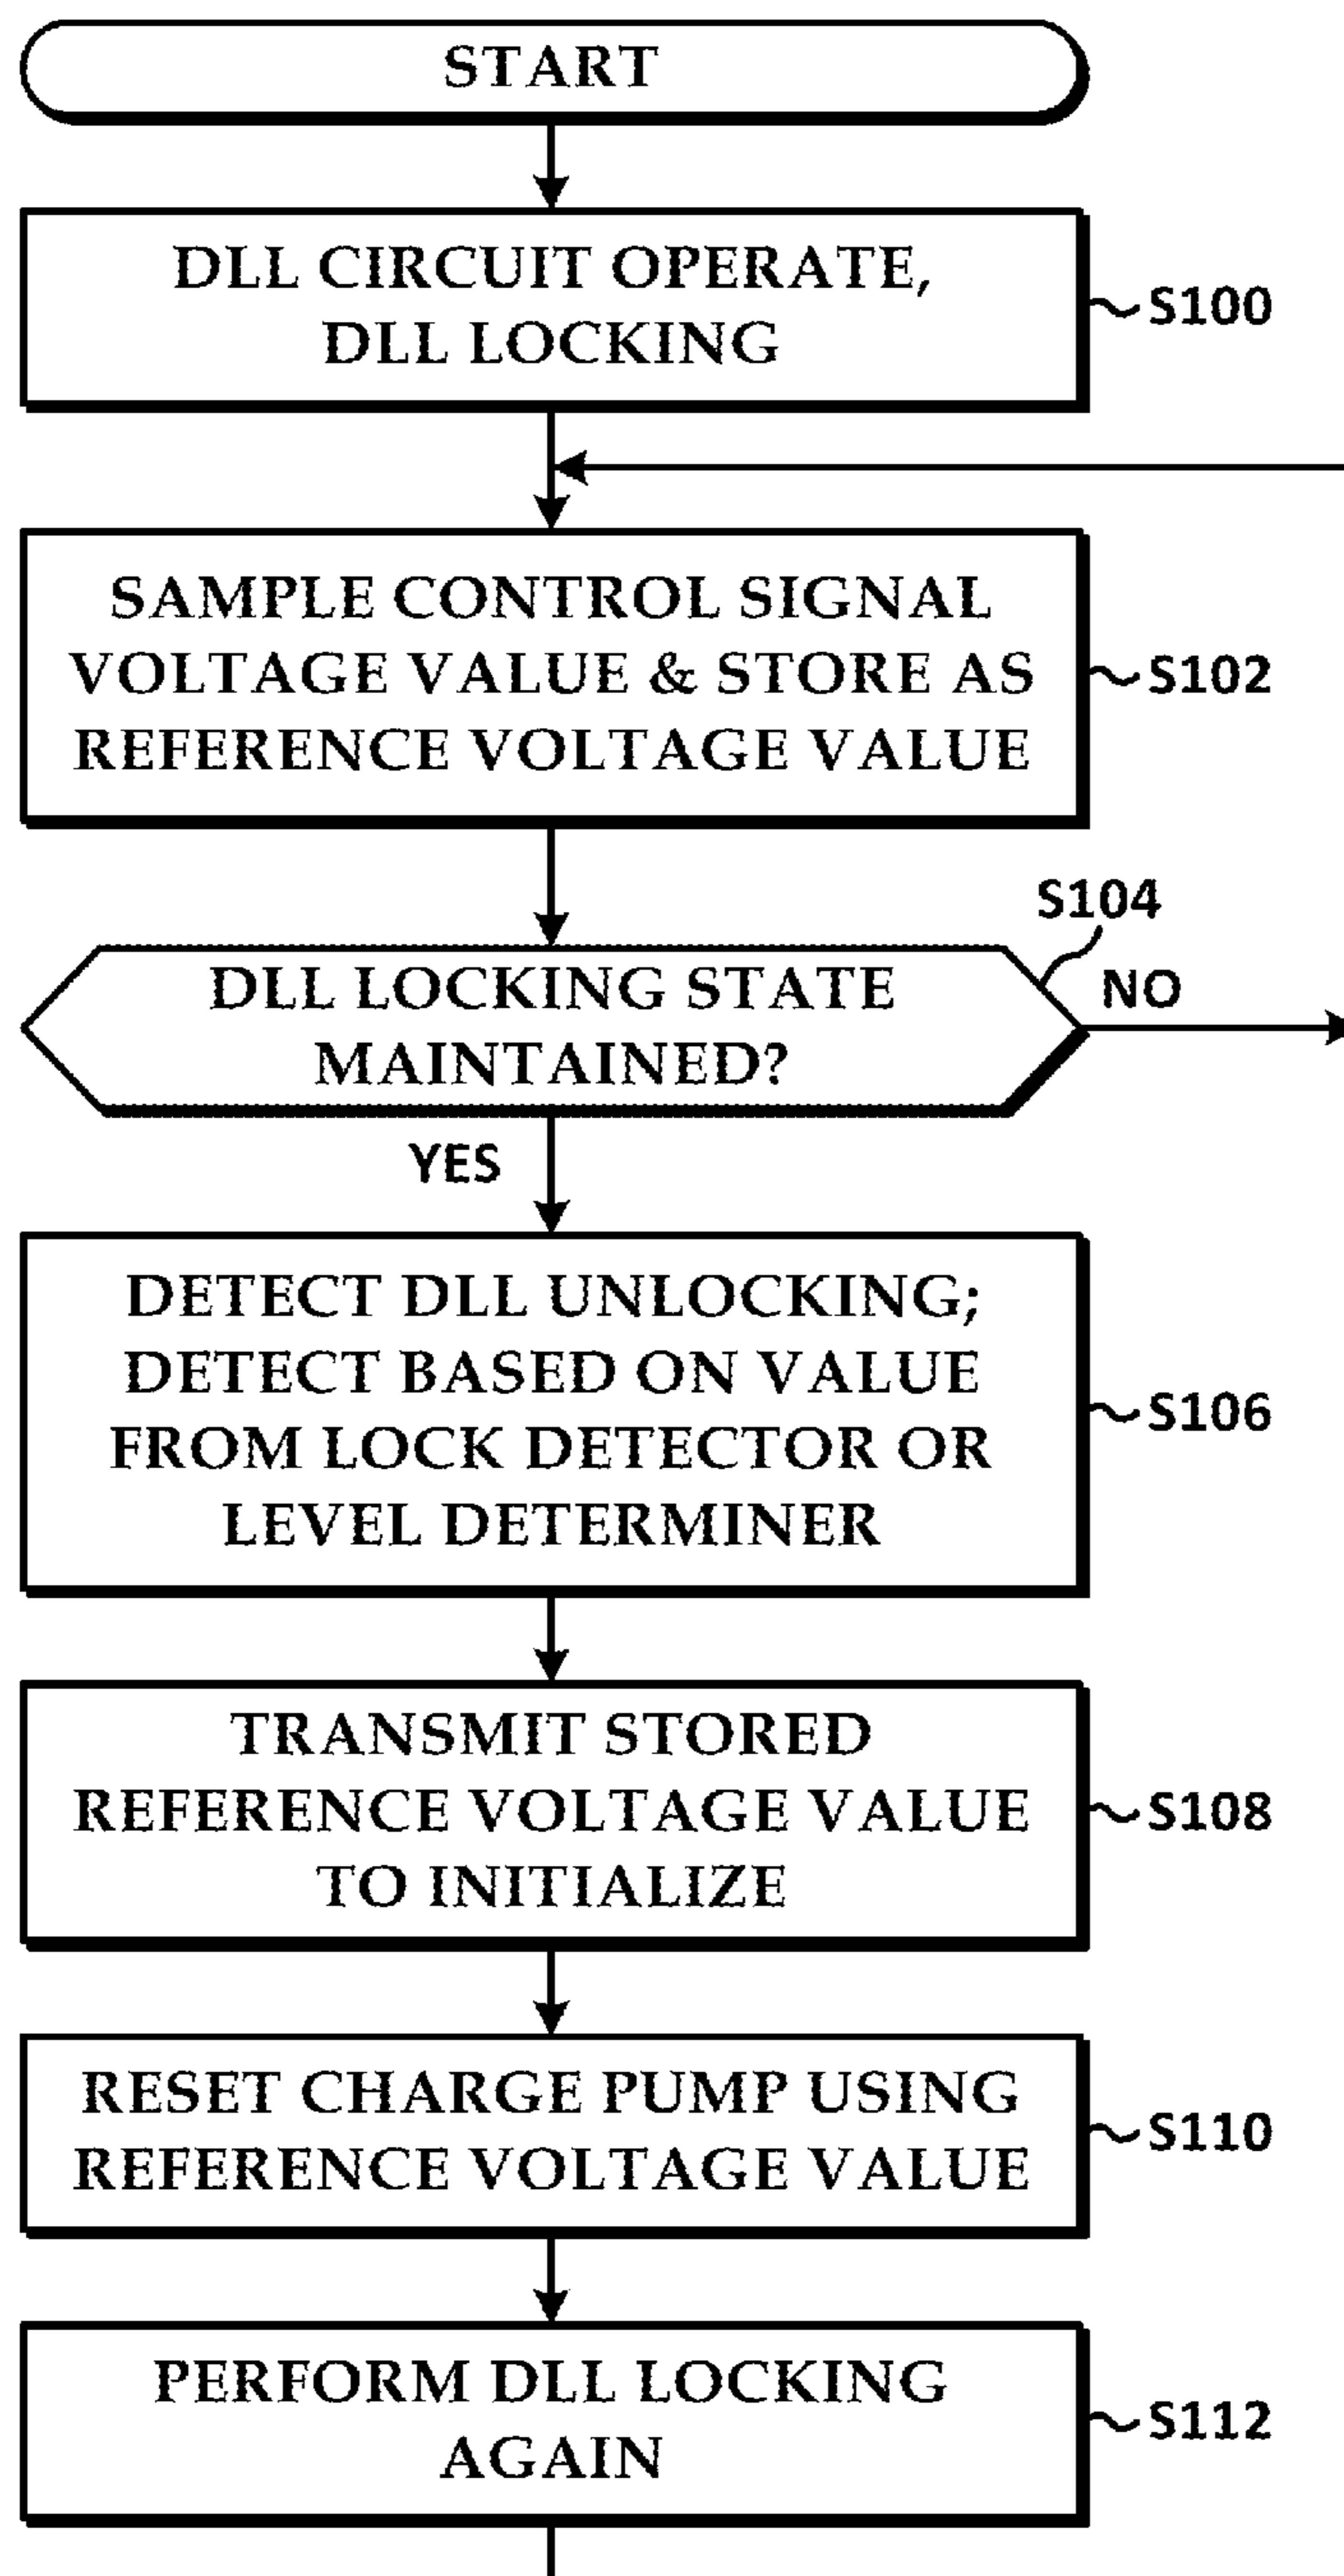 START
DLL CIRCUIT OPERATE,
DLL LOCKING
S100
SAMPLE CONTROL SIGNAL
VOLTAGE VALUE & STORE AS
REFERENCE VOLTAGE VALUE
S102
S104
DLL LOCKING STATE
MAINTAINED?
NO
YES
DETECT DLL UNLOCKING;
DETECT BASED ON VALUE
FROM LOCK DETECTOR OR
LEVEL DETERMINER
S106
TRANSMIT STORED
REFERENCE VOLTAGE VALUE
TO INITIALIZE
S108
RESET CHARGE PUMP USING
REFERENCE VOLTAGE VALUE
S110
PERFORM DLL LOCKING
AGAIN
S112